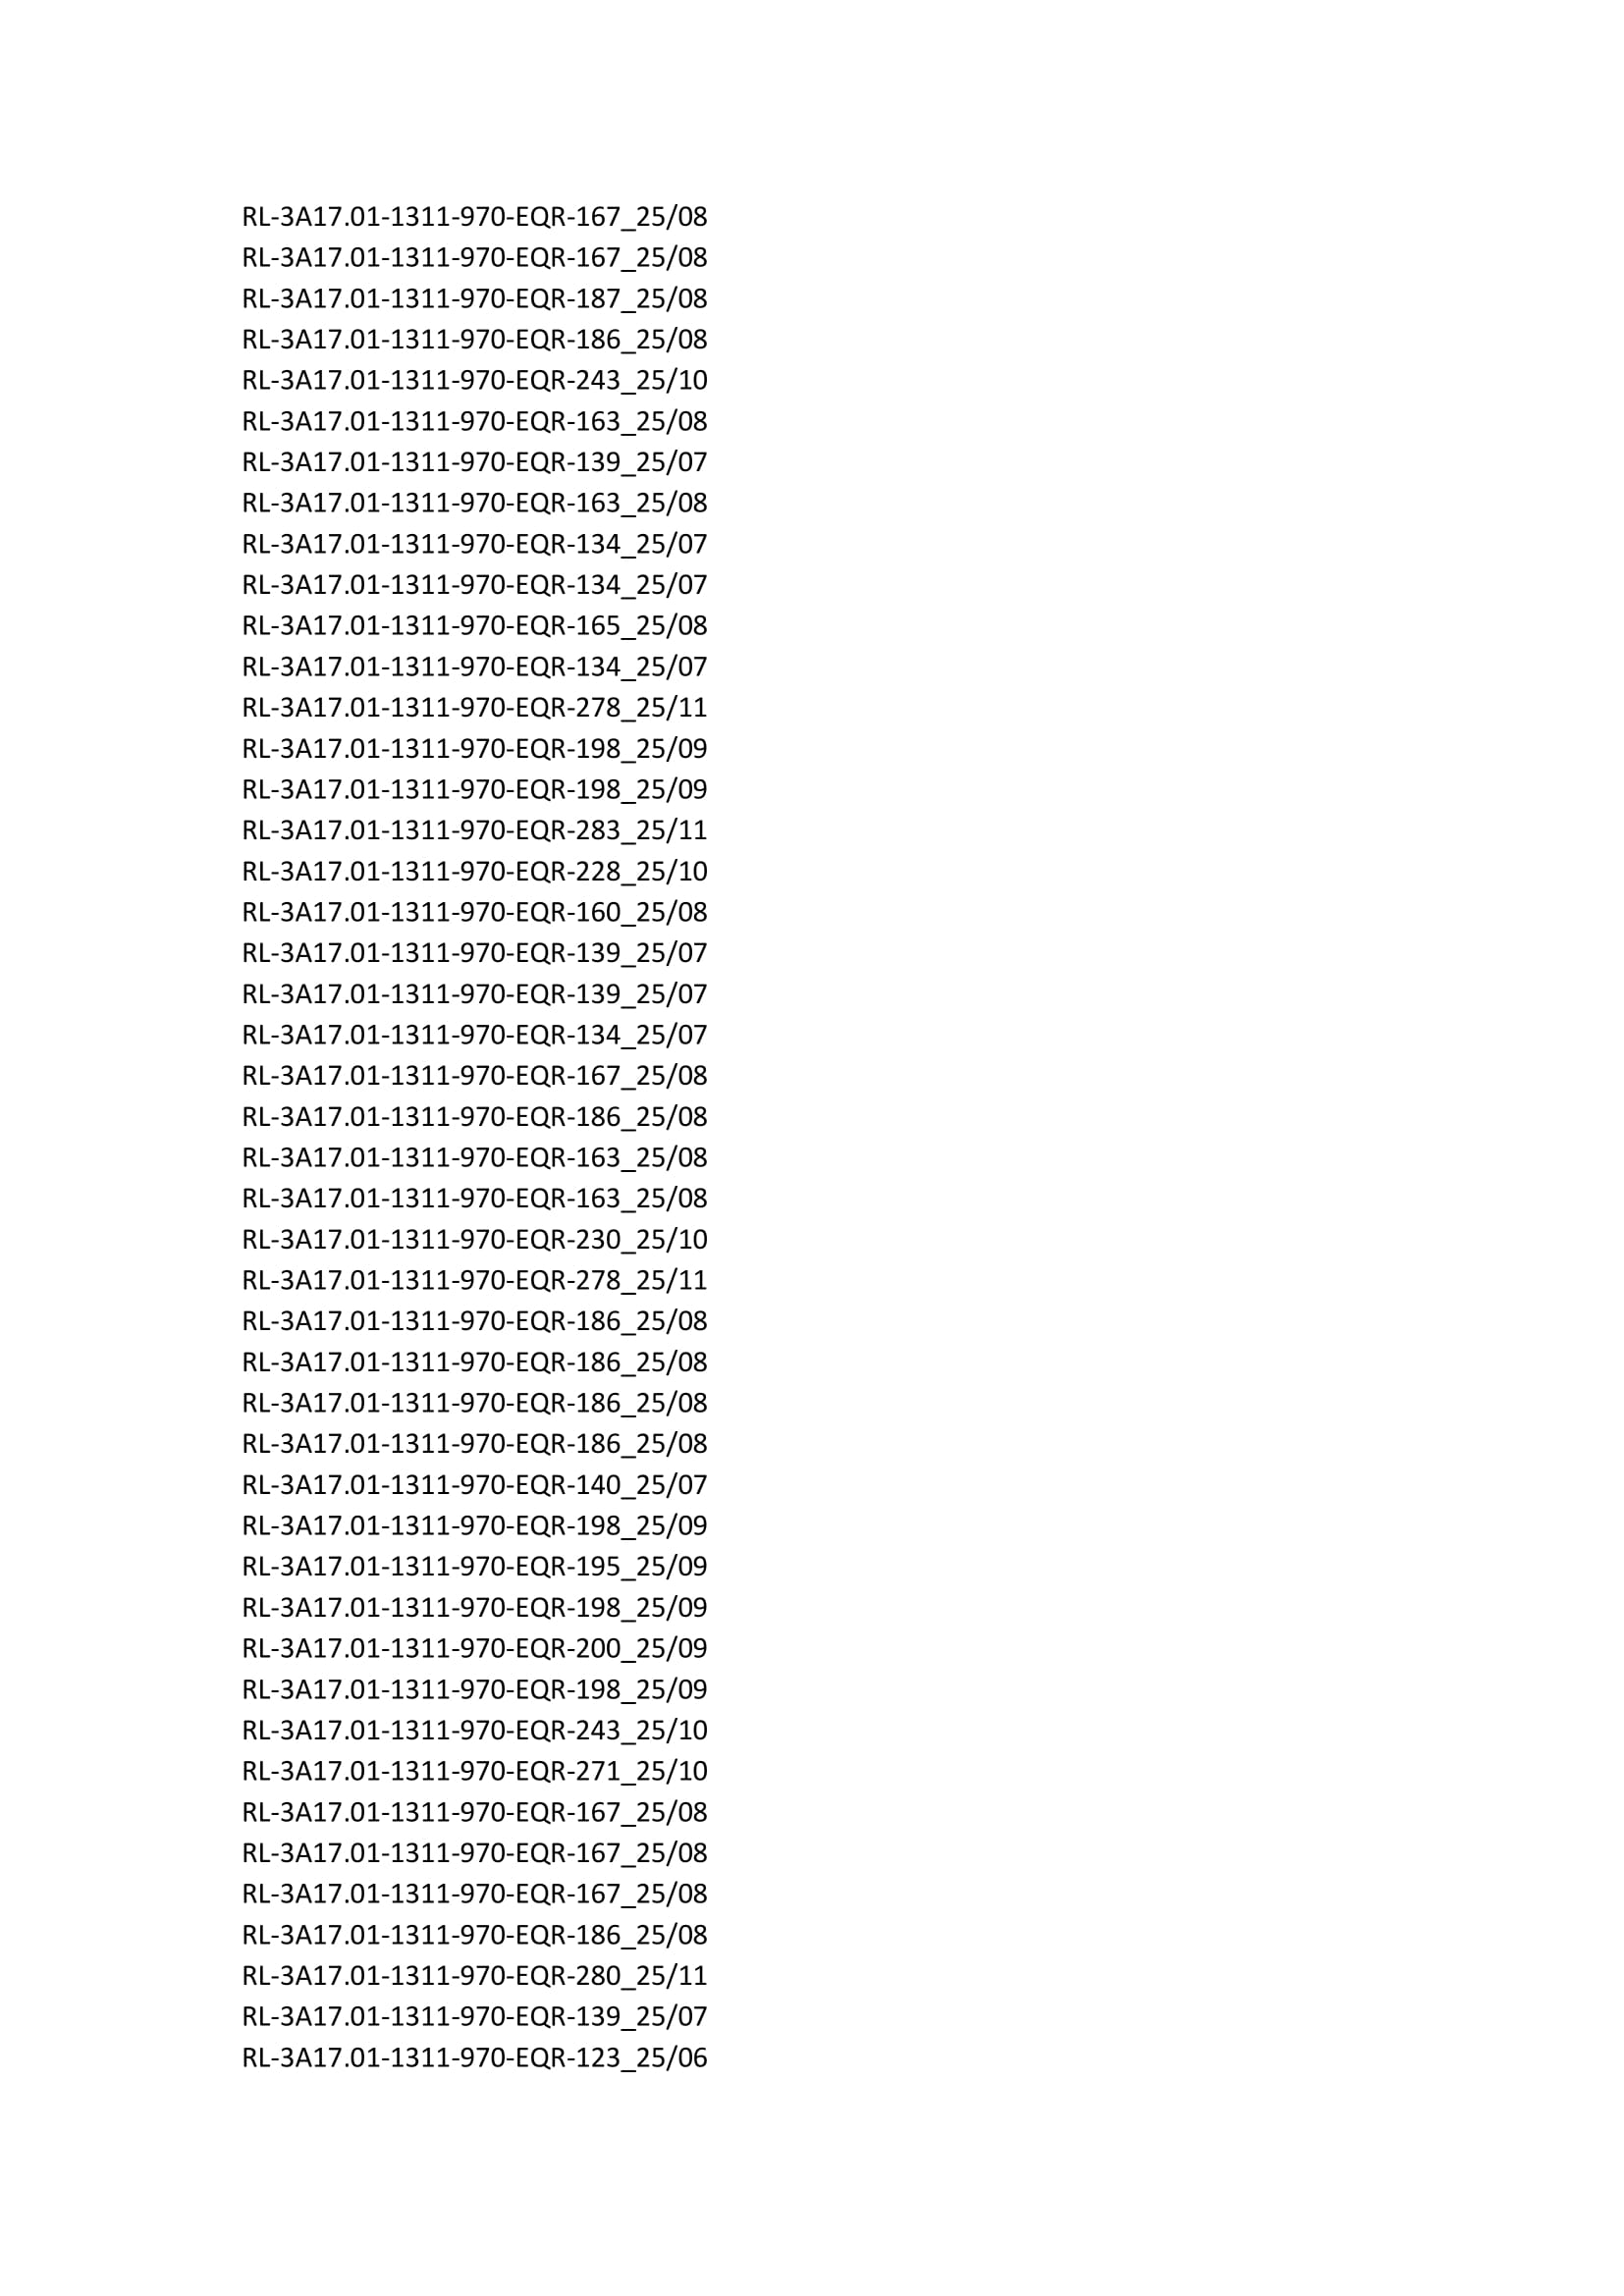 RL-3A17.01-1311-970-EQR-167_25/08
RL-3A17.01-1311-970-EQR-167_25/08
RL-3A17.01-1311-970-EQR-187_25/08
RL-3A17.01-1311-970-EQR-186_25/08
RL-3A17.01-1311-970-EQR-243_25/10
RL-3A17.01-1311-970-EQR-163_25/08
RL-3A17.01-1311-970-EQR-139_25/07
RL-3A17.01-1311-970-EQR-163_25/08
RL-3A17.01-1311-970-EQR-134_25/07
RL-3A17.01-1311-970-EQR-134_25/07
RL-3A17.01-1311-970-EQR-165_25/08
RL-3A17.01-1311-970-EQR-134_25/07
RL-3A17.01-1311-970-EQR-278_25/11
RL-3A17.01-1311-970-EQR-198_25/09
RL-3A17.01-1311-970-EQR-198_25/09
RL-3A17.01-1311-970-EQR-283_25/11
RL-3A17.01-1311-970-EQR-228_25/10
RL-3A17.01-1311-970-EQR-160_25/08
RL-3A17.01-1311-970-EQR-139_25/07
RL-3A17.01-1311-970-EQR-139_25/07
RL-3A17.01-1311-970-EQR-134_25/07
RL-3A17.01-1311-970-EQR-167_25/08
RL-3A17.01-1311-970-EQR-186_25/08
RL-3A17.01-1311-970-EQR-163_25/08
RL-3A17.01-1311-970-EQR-163_25/08
RL-3A17.01-1311-970-EQR-230_25/10
RL-3A17.01-1311-970-EQR-278_25/11
RL-3A17.01-1311-970-EQR-186_25/08
RL-3A17.01-1311-970-EQR-186_25/08
RL-3A17.01-1311-970-EQR-186_25/08
RL-3A17.01-1311-970-EQR-186_25/08
RL-3A17.01-1311-970-EQR-140_25/07
RL-3A17.01-1311-970-EQR-198_25/09
RL-3A17.01-1311-970-EQR-195_25/09
RL-3A17.01-1311-970-EQR-198_25/09
RL-3A17.01-1311-970-EQR-200_25/09
RL-3A17.01-1311-970-EQR-198_25/09
RL-3A17.01-1311-970-EQR-243_25/10
RL-3A17.01-1311-970-EQR-271_25/10
RL-3A17.01-1311-970-EQR-167_25/08
RL-3A17.01-1311-970-EQR-167_25/08
RL-3A17.01-1311-970-EQR-167_25/08
RL-3A17.01-1311-970-EQR-186_25/08
RL-3A17.01-1311-970-EQR-280_25/11
RL-3A17.01-1311-970-EQR-139_25/07
RL-3A17.01-1311-970-EQR-123_25/06